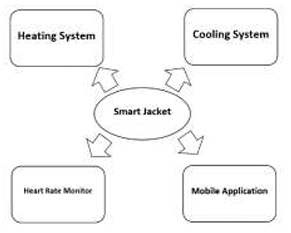 Heating System
Cooling System
Smart Jacket
Heart Rate Monitor
Mobile Application